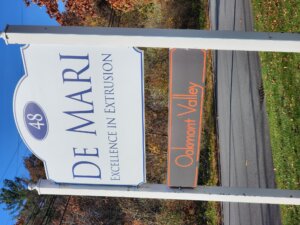 48
DE MARI
EXCELLENCE IN EXTRUSION
Oakmont Valley